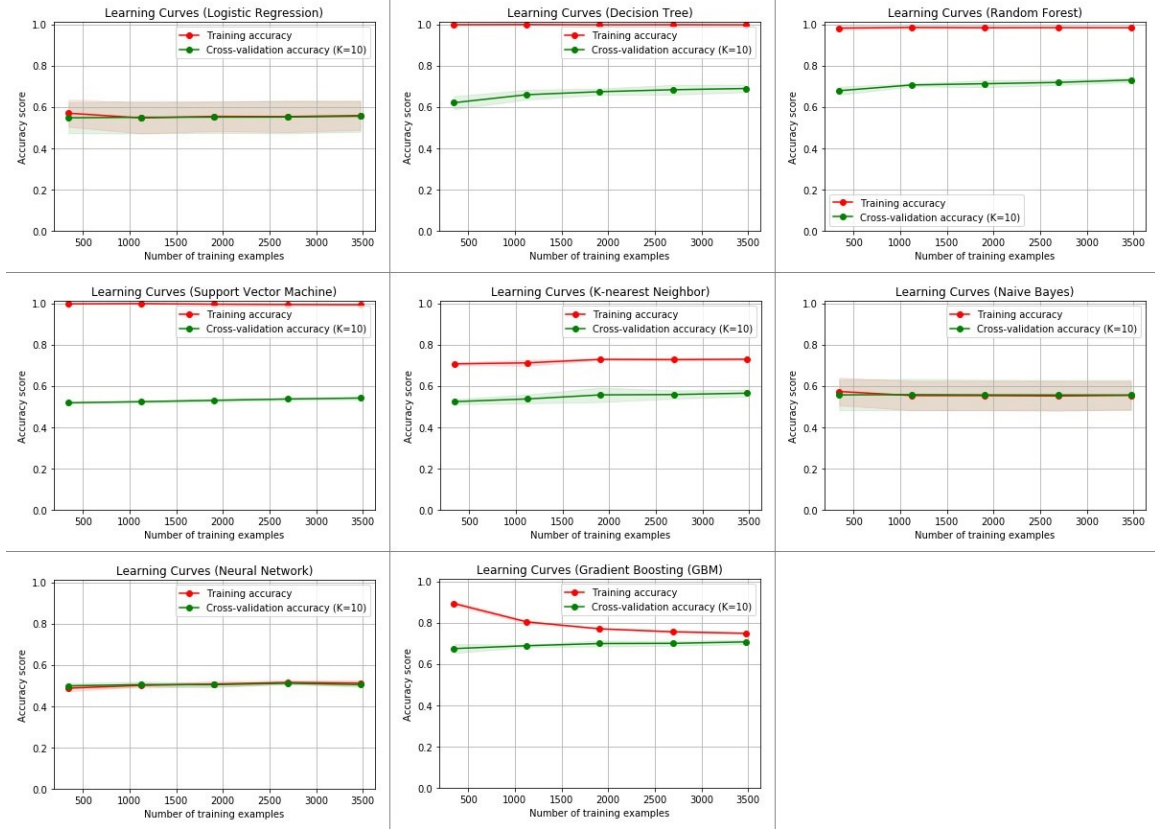 Learning Curves (Logistic Regression)
1.0
0.8
0.6
0.4
0.2
0.0
Accuracy score
Training accuracy
Cross-validation accuracy (K=10)
500 1000 1500 2000 2500 3000 3500
Number of training examples
Learning Curves (Decision Tree)
1.0
0.8
0.6
0.4
0.2
0.0
Accuracy score
Training accuracy
Cross-validation accuracy (K=10)
500 1000 1500 2000 2500 3000 3500
Number of training examples
Learning Curves (Random Forest)
1.0
0.8
0.6
0.4
0.2
0.0
Accuracy score
Training accuracy
Cross-validation accuracy (K=10)
500 1000 1500 2000 2500 3000 3500
Number of training examples
Learning Curves (Support Vector Machine)
1.0
0.8
0.6
0.4
0.2
0.0
Accuracy score
Training accuracy
Cross-validation accuracy (K=10)
500 1000 1500 2000 2500 3000 3500
Number of training examples
Learning Curves (K-nearest Neighbor)
1.0
0.8
0.6
0.4
0.2
0.0
Accuracy score
Training accuracy
Cross-validation accuracy (K=10)
500 1000 1500 2000 2500 3000 3500
Number of training examples
Learning Curves (Naive Bayes)
1.0
0.8
0.6
0.4
0.2
0.0
Accuracy score
Training accuracy
Cross-validation accuracy (K=10)
500 1000 1500 2000 2500 3000 3500
Number of training examples
Learning Curves (Neural Network)
1.0
0.8
0.6
0.4
0.2
0.0
Accuracy score
Training accuracy
Cross-validation accuracy (K=10)
500 1000 1500 2000 2500 3000 3500
Number of training examples
Learning Curves (Gradient Boosting (GBM)
1.0
0.8
0.6
0.4
0.2
0.0
Accuracy score
Training accuracy
Cross-validation accuracy (K=10)
500 1000 1500 2000 2500 3000 3500
Number of training examples